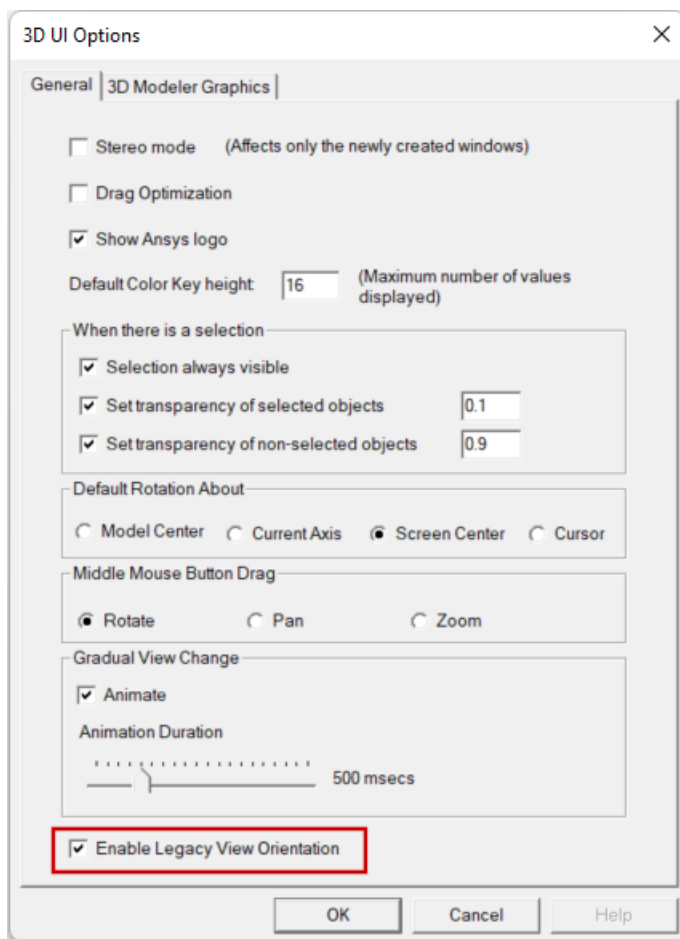 3D UI Options
General
3D Modeler Graphics
Stereo mode (Affects only the newly created windows)
Drag Optimization
Show Ansys logo
Default Color Key height: 16 (Maximum number of values
displayed)
When there is a selection
Selection always visible
Set transparency of selected objects 0.1
Set transparency of non-selected objects 0.9
Default Rotation About
Model Center Current Axis Screen Center Cursor
Middle Mouse Button Drag
Rotate Pan Zoom
Gradual View Change
Animate
Animation Duration
500 msecs
Enable Legacy View Orientation
OK Cancel Help